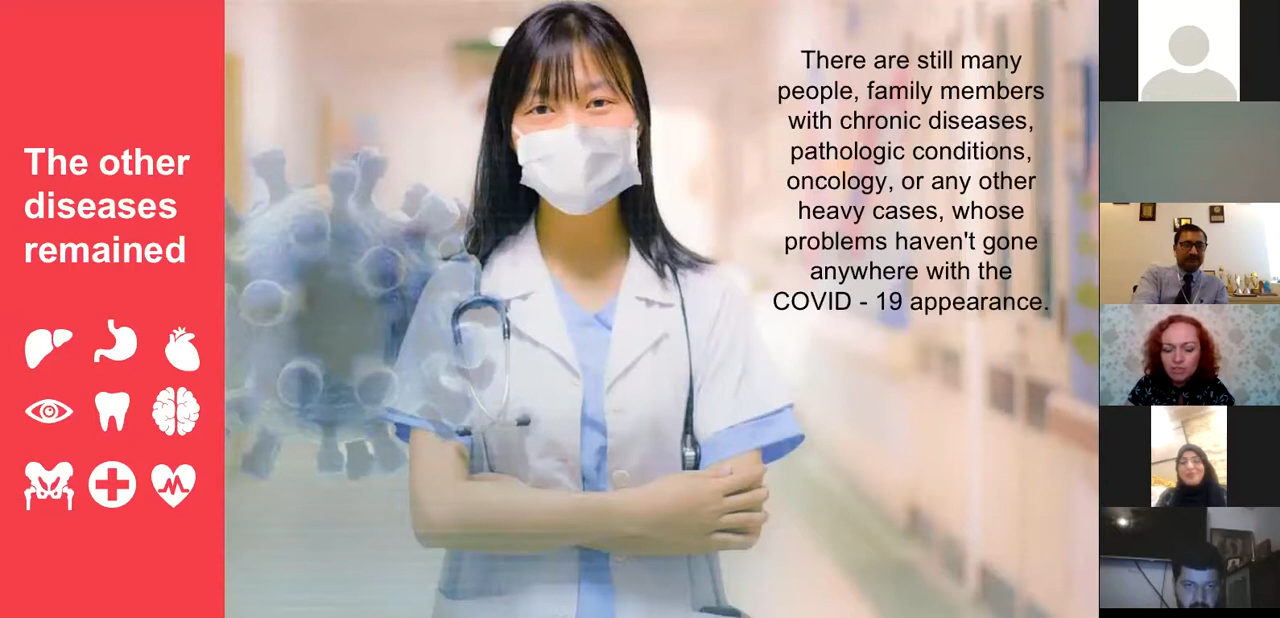 The other
diseases
remained
There are still many
people, family members
with chronic diseases,
pathologic conditions,
oncology, or any other
heavy cases, whose
problems haven't gone
anywhere with the
COVID - 19 appearance.